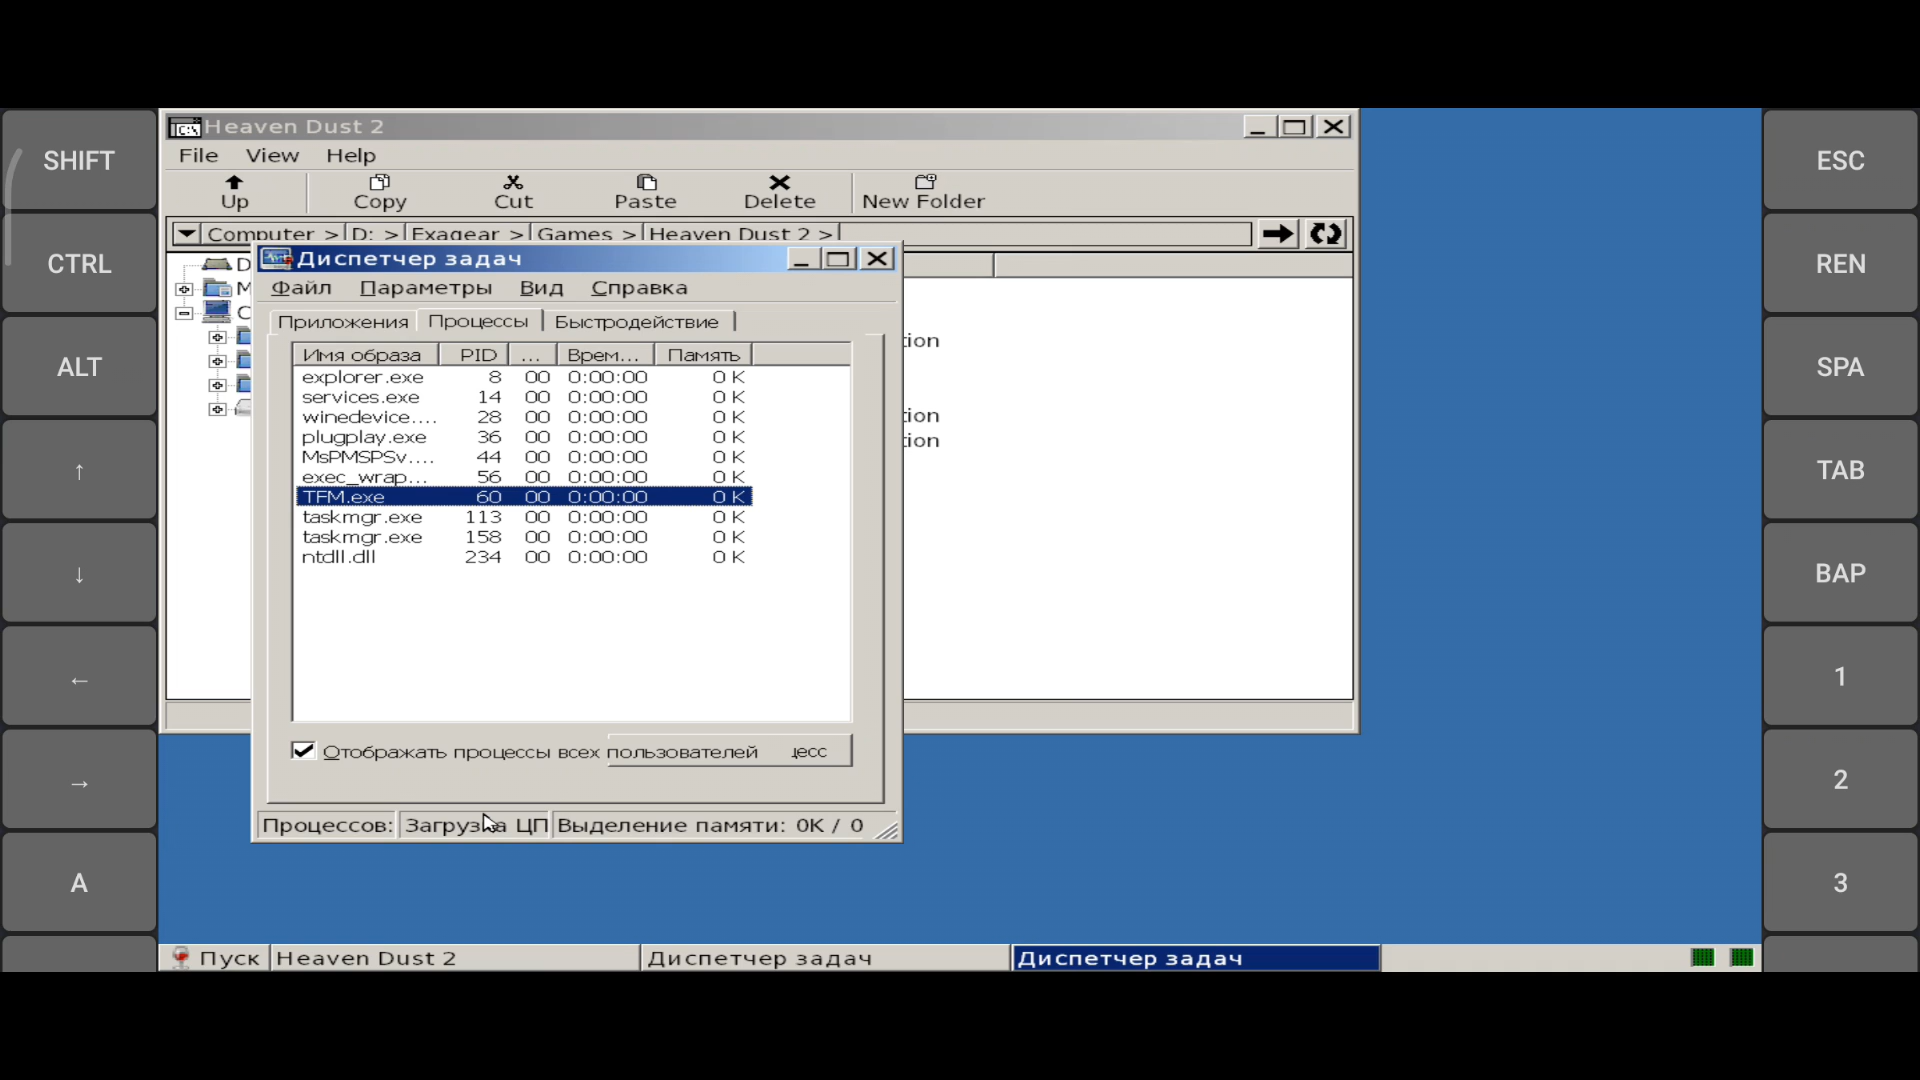 SHIFT
CTRL
ALT
↑
↓
←
→
A
Heaven Dust 2
File View Help
Up Copy Cut Paste Delete New Folder
Computer > D: > Exagear > Games > Heaven Dust 2 >
Диспетчер задач
Файл Параметры Вид Справка
Приложения Процессы Быстродействие
Имя образа PID ... Врем... Память
explorer.exe 8 00 0:00:00 0 K
services.exe 14 00 0:00:00 0 K
winedevice.... 28 00 0:00:00 0 K
plugplay.exe 36 00 0:00:00 0 K
MsPMSPSv.... 44 00 0:00:00 0 K
exec_wrap... 56 00 0:00:00 0 K
TFM.exe 60 00 0:00:00 0 K
taskmgr.exe 113 00 0:00:00 0 K
taskmgr.exe 158 00 0:00:00 0 K
ntdll.dll 234 00 0:00:00 0 K
Отображать процессы всех пользователей
Процессов: Загрузка ЦП Выделение памяти: 0K / 0
Пуск Heaven Dust 2 Диспетчер задач Диспетчер задач
ESC
REN
SPA
TAB
BAP
1
2
3